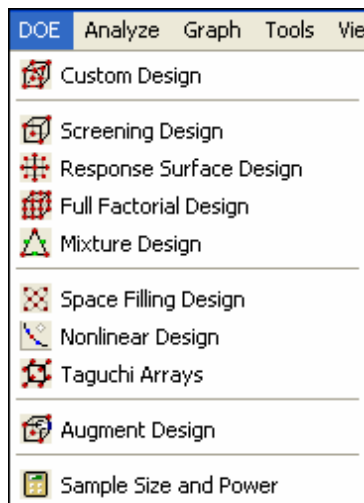 DOE Analyze Graph Tools Vie
Custom Design
Screening Design
Response Surface Design
Full Factorial Design
Mixture Design
Space Filling Design
Nonlinear Design
Taguchi Arrays
Augment Design
Sample Size and Power